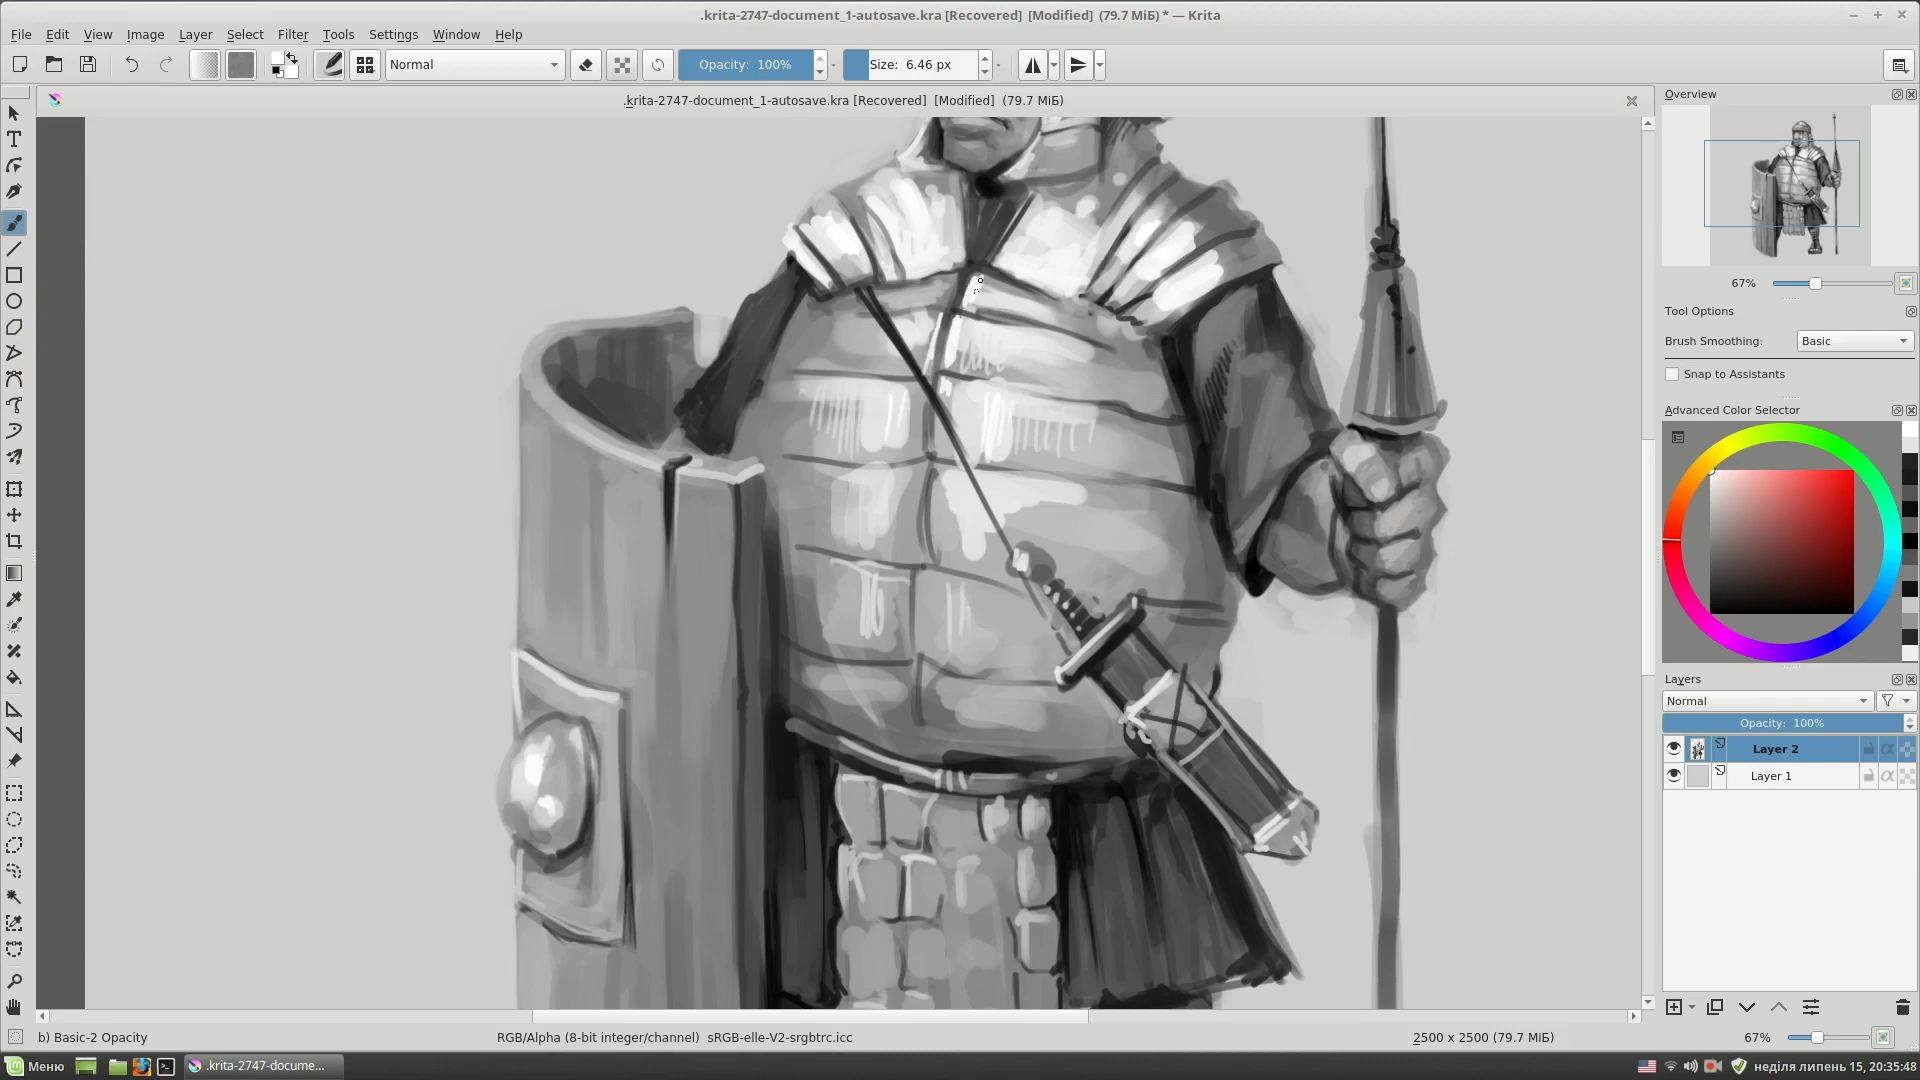 .krita-2747-document_1-autosave.kra [Recovered] [Modified] (79.7 МіБ) * — Krita
File Edit View Image Layer Select Filter Tools Settings Window Help
Normal Opacity: 100% Size: 6.46 px
.krita-2747-document_1-autosave.kra [Recovered] [Modified] (79.7 МіБ)
Overview
67%
Tool Options
Brush Smoothing: Basic
Snap to Assistants
Advanced Color Selector
Layers
Normal
Opacity: 100%
Layer 2
Layer 1
b) Basic-2 Opacity RGB/Alpha (8-bit integer/channel) sRGB-elle-V2-srgbtrc.icc 2500 x 2500 (79.7 МіБ) 67%
Меню .krita-2747-docume... неділя липень 15, 20:35:48